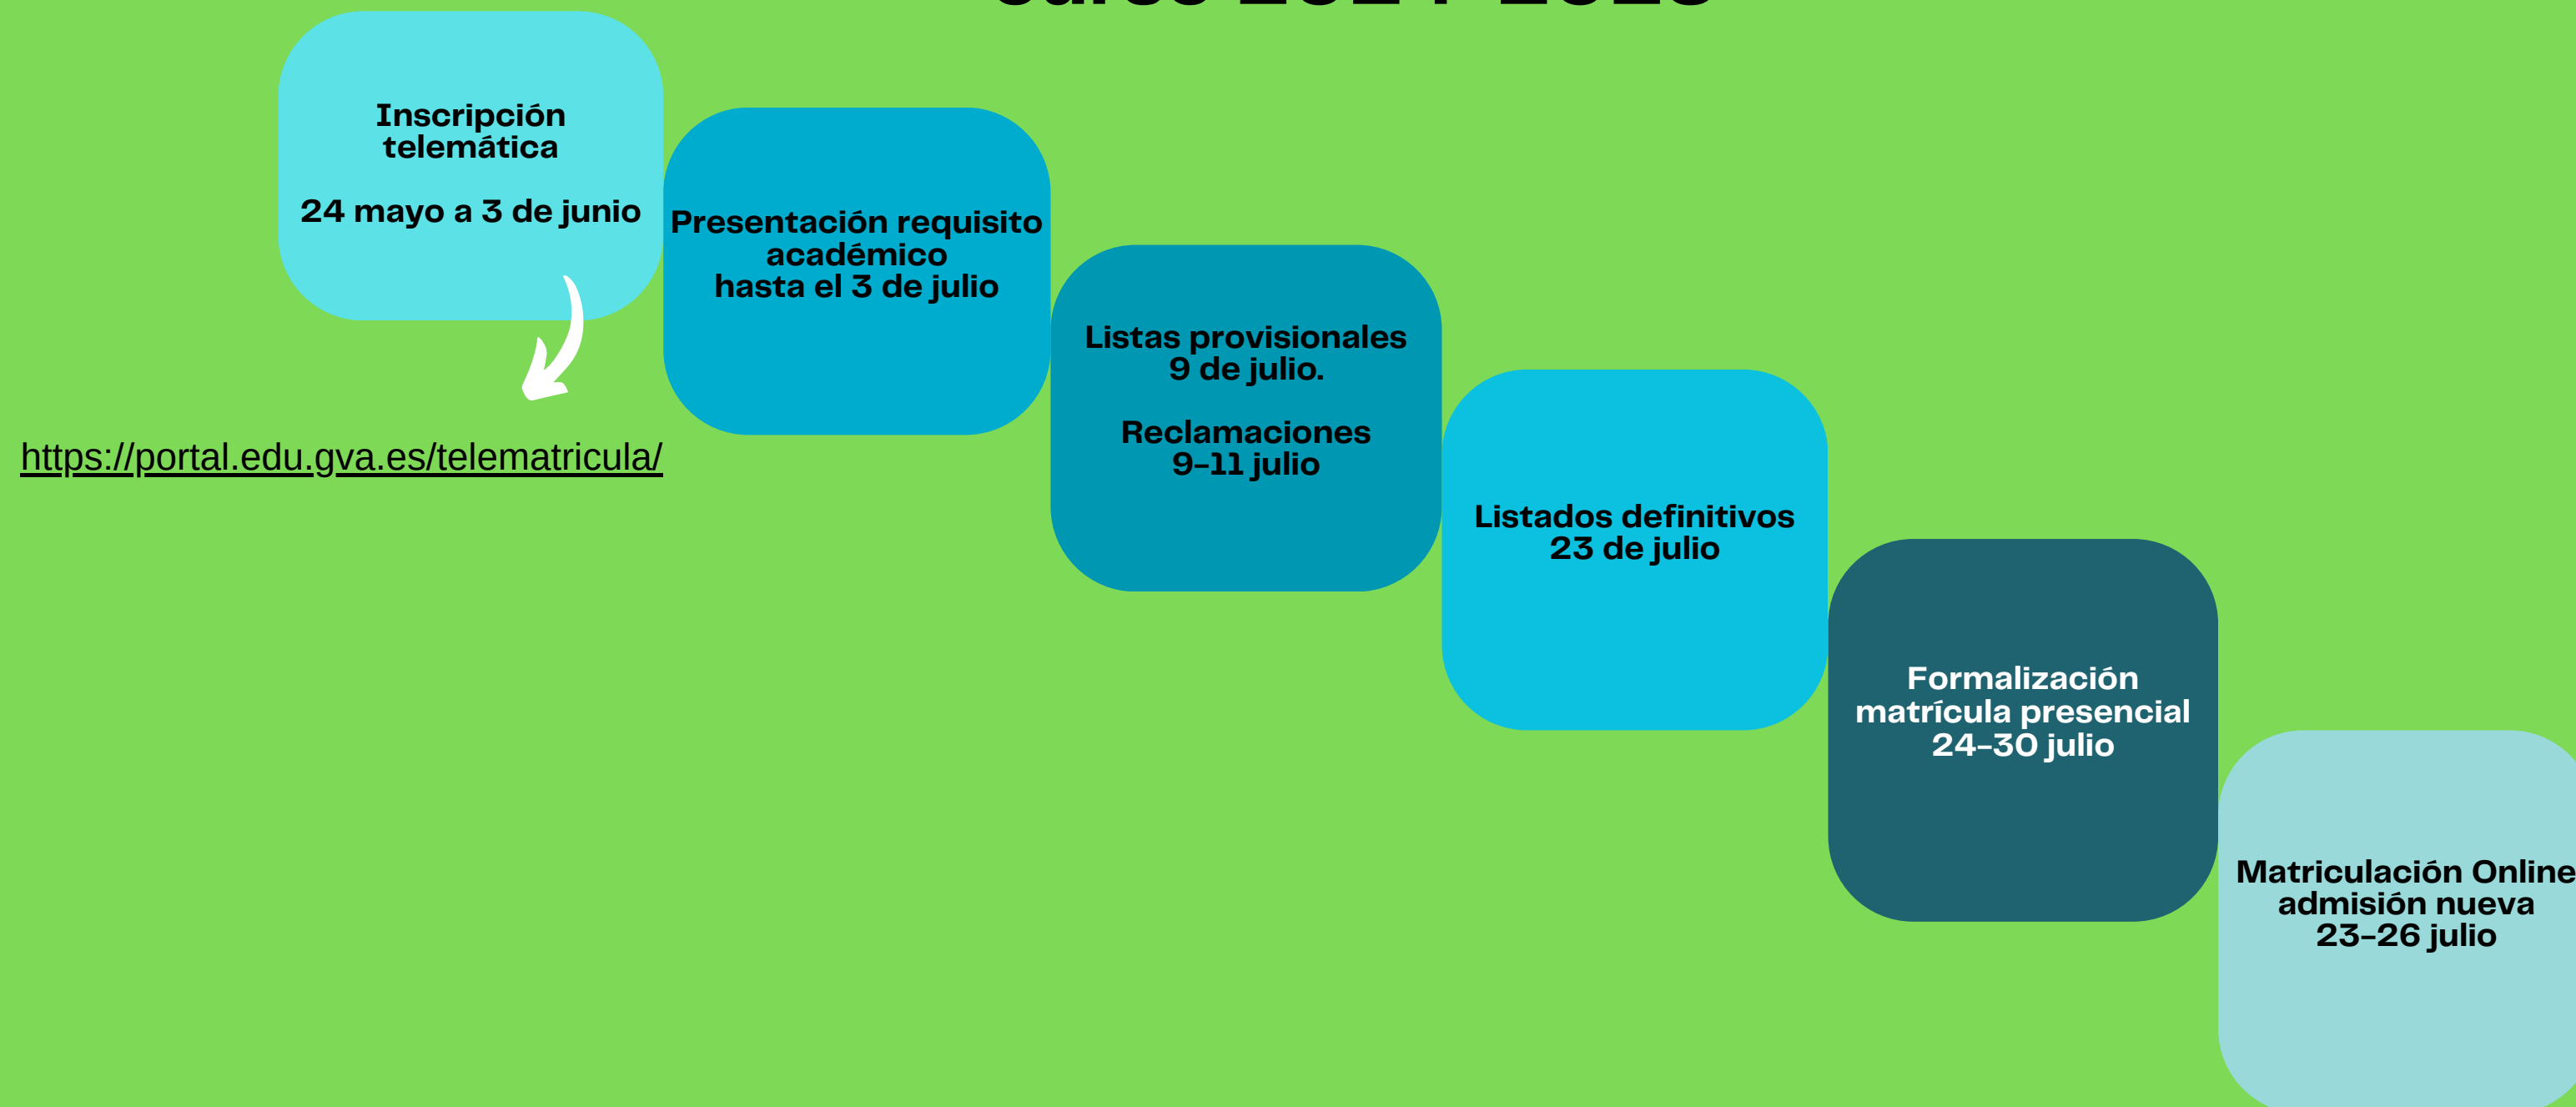 Inscripción
telemática
24 mayo a 3 de junio
Presentación requisito
académico
hasta el 3 de julio
https://portal.edu.gva.es/telematricula/
Listas provisionales
9 de julio.
Reclamaciones
9-11 julio
Listados definitivos
23 de julio
Formalización
matrícula presencial
24-30 julio
Matriculación Online
admisión nueva
23-26 julio